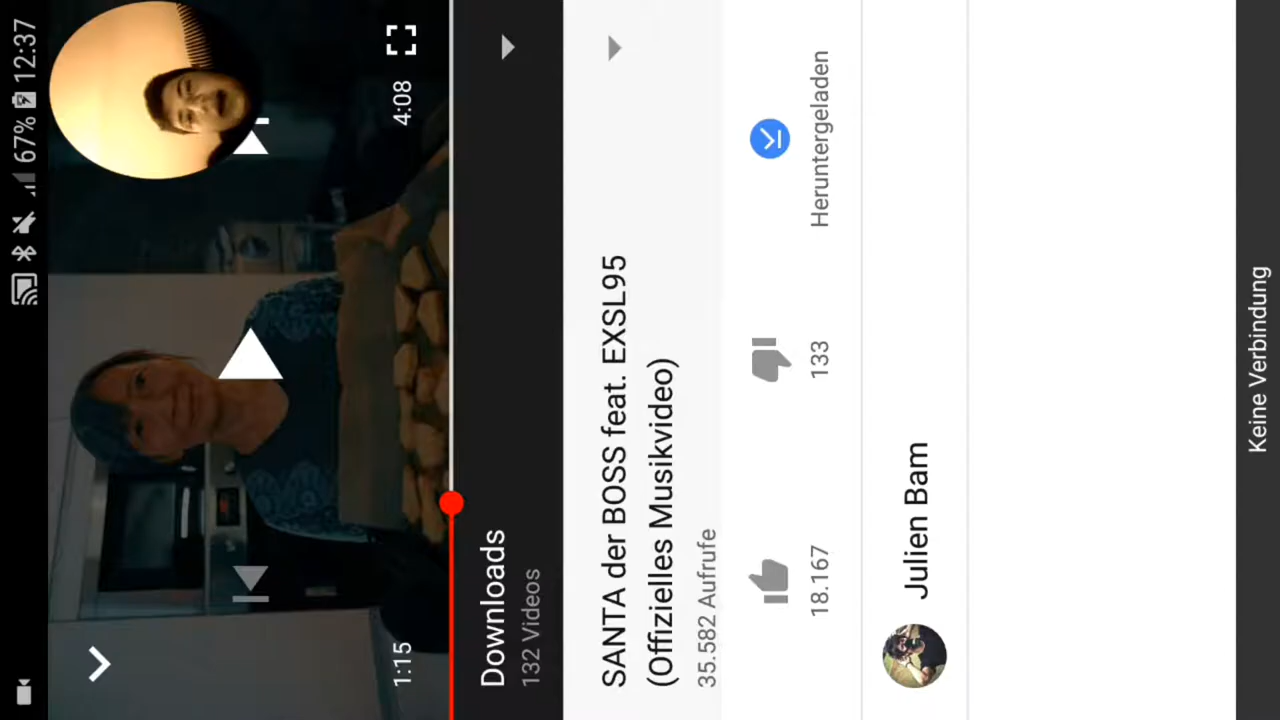 67% 12:37
1:15
4:08
Downloads
132 Videos
SANTA der BOSS feat. EXSL95
(Offizielles Musikvideo)
35.582 Aufrufe
18.167
133
Heruntergeladen
Julien Bam
Keine Verbindung